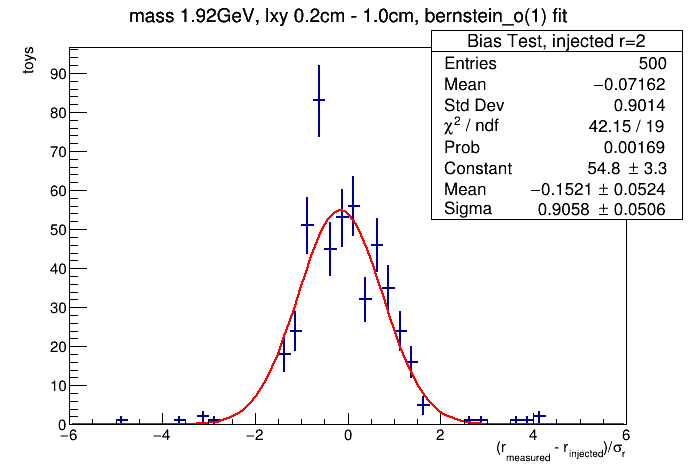 mass 1.92GeV, lxy 0.2cm - 1.0cm, bernstein_o(1) fit
toys
Bias Test, injected r=2
Entries 500
Mean −0.07162
Std Dev 0.9014
χ² / ndf 42.15 / 19
Prob 0.00169
Constant 54.8 ± 3.3
Mean −0.1521 ± 0.0524
Sigma 0.9058 ± 0.0506
90
80
70
60
50
40
30
20
10
0
−6 −4 −2 0 2 4 6
(r_measured - r_injected)/σ_r